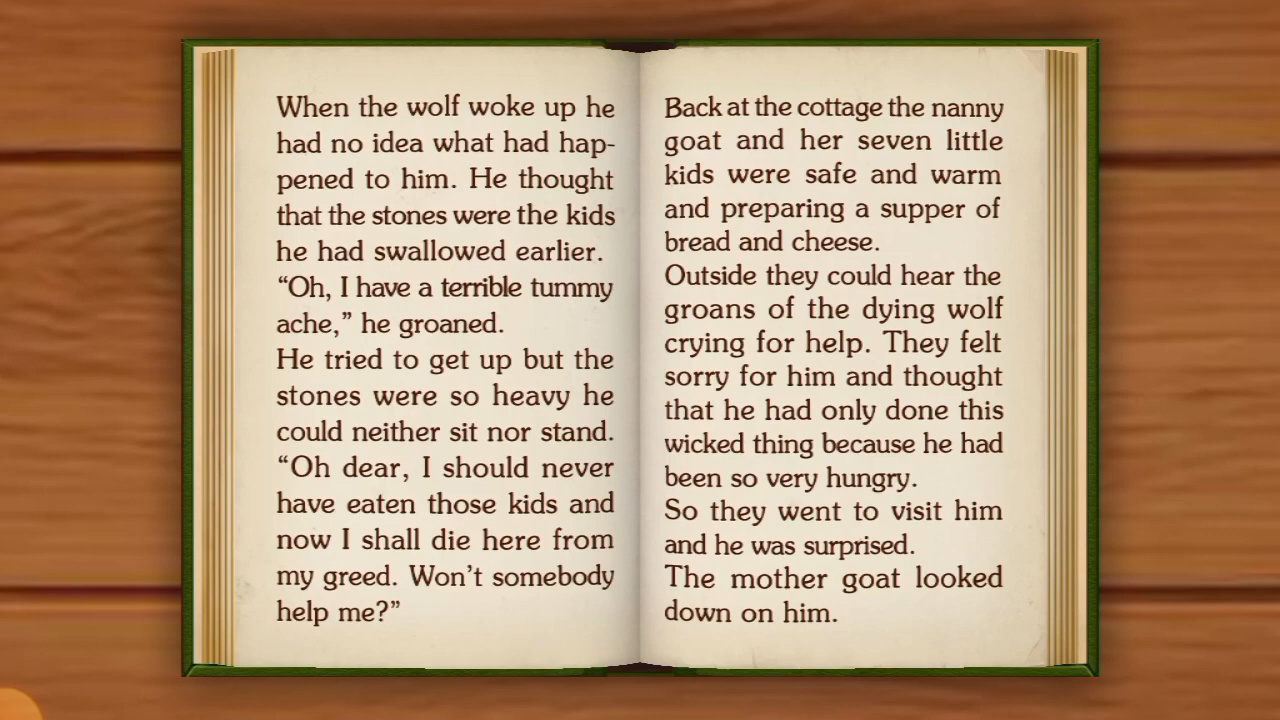 When the wolf woke up he
had no idea what had hap-
pened to him. He thought
that the stones were the kids
he had swallowed earlier.
“Oh, I have a terrible tummy
ache,” he groaned.
He tried to get up but the
stones were so heavy he
could neither sit nor stand.
“Oh dear, I should never
have eaten those kids and
now I shall die here from
my greed. Won’t somebody
help me?”
Back at the cottage the nanny
goat and her seven little
kids were safe and warm
and preparing a supper of
bread and cheese.
Outside they could hear the
groans of the dying wolf
crying for help. They felt
sorry for him and thought
that he had only done this
wicked thing because he had
been so very hungry.
So they went to visit him
and he was surprised.
The mother goat looked
down on him.